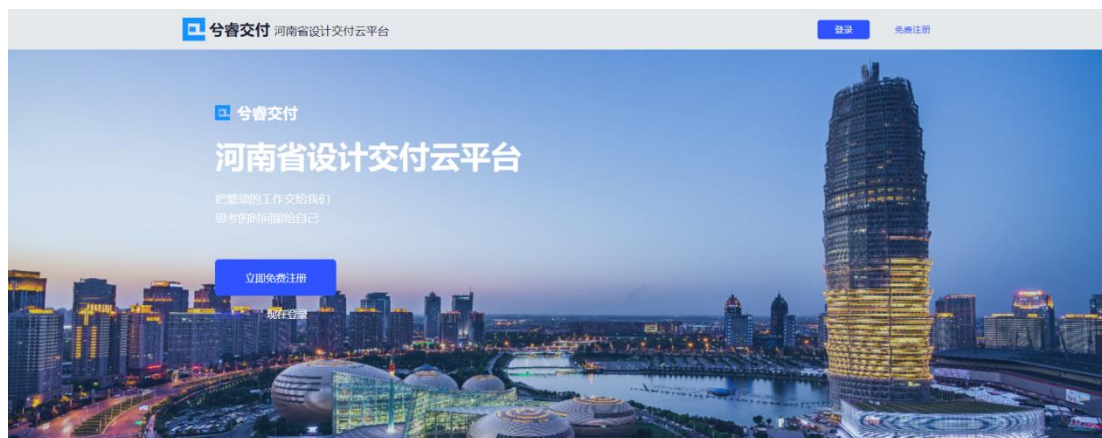 兮睿交付 河南省设计交付云平台
登录 免费注册
兮睿交付
河南省设计交付云平台
把繁琐的工作交给我们
思考的时间留给自己
立即免费注册
现在登录